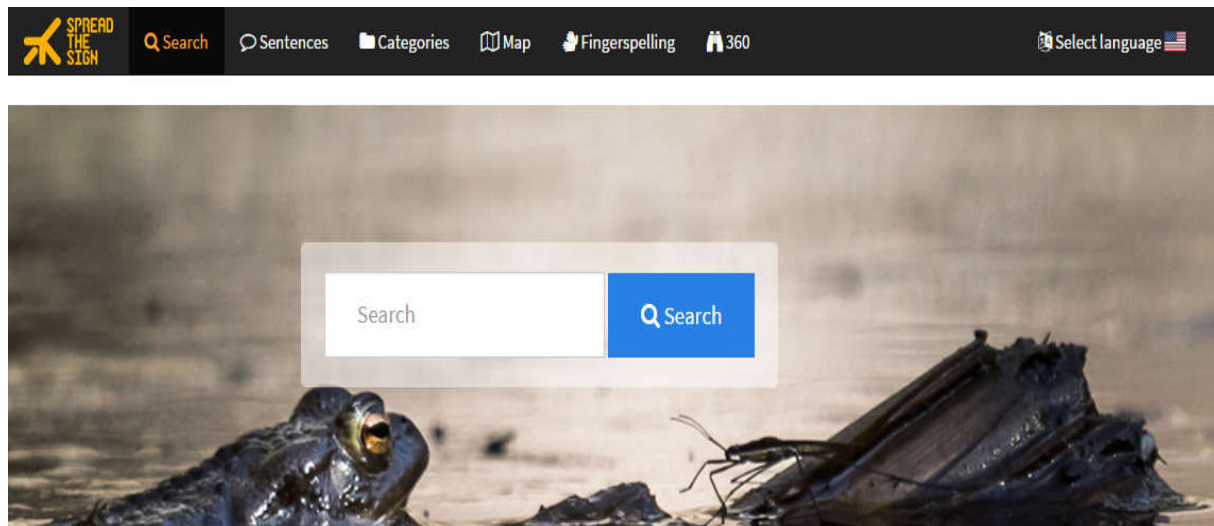 SPREAD
THE
SIGN
Search Sentences Categories Map Fingerspelling 360 Select language
Search Search